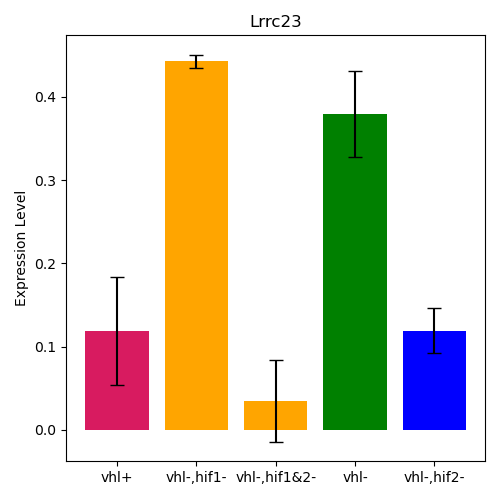 Lrrc23
Expression Level
0.4
0.3
0.2
0.1
0.0
vhl+
vhl-,hif1-
vhl-,hif1&2-
vhl-
vhl-,hif2-